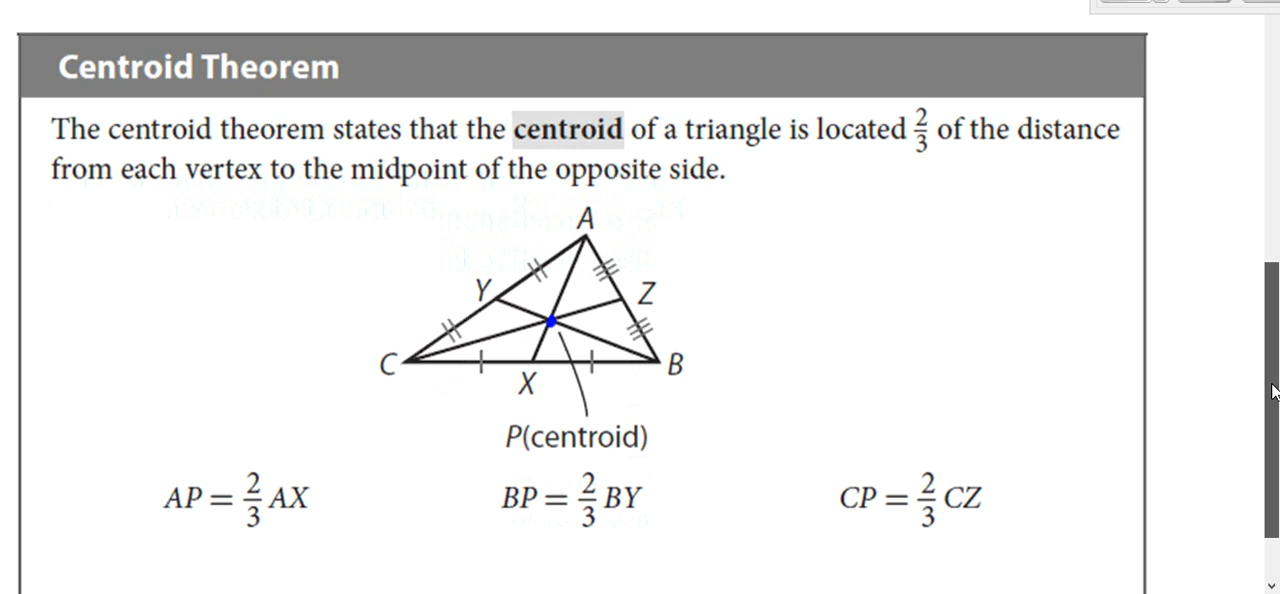 Centroid Theorem
The centroid theorem states that the centroid of a triangle is located 2/3 of the distance
from each vertex to the midpoint of the opposite side.
A
Y
Z
C
B
X
P(centroid)
AP = 2/3 AX
BP = 2/3 BY
CP = 2/3 CZ